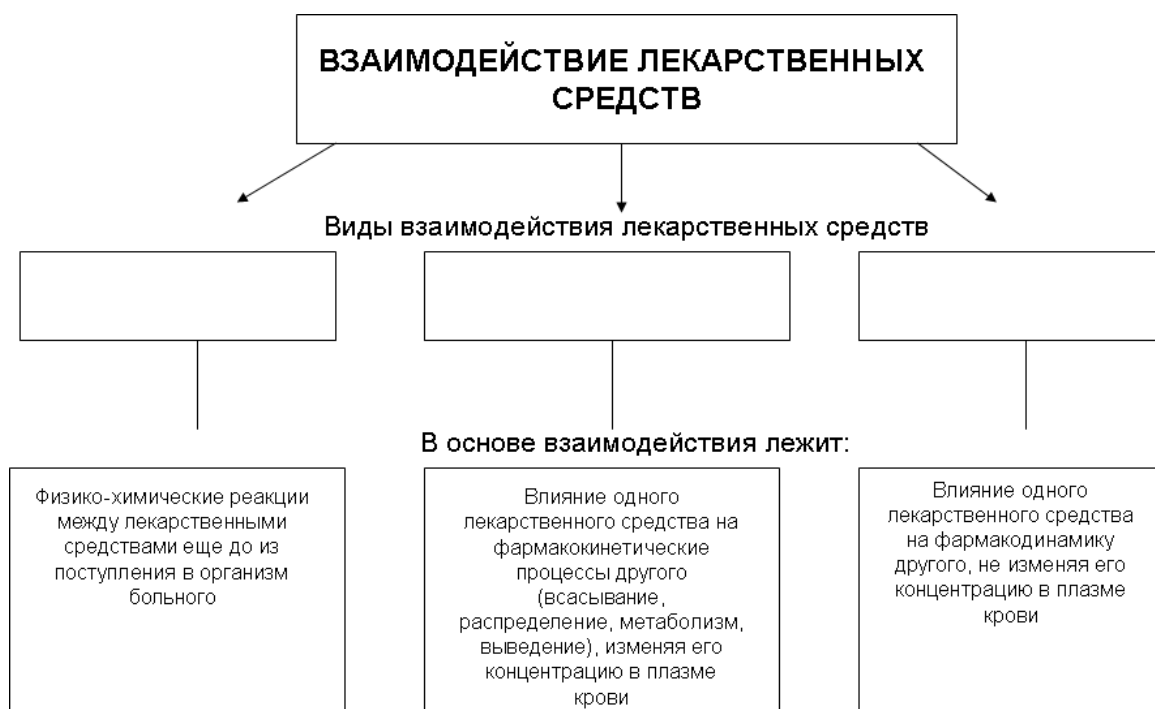 ВЗАИМОДЕЙСТВИЕ ЛЕКАРСТВЕННЫХ
СРЕДСТВ
Виды взаимодействия лекарственных средств
В основе взаимодействия лежит:
Физико-химические реакции
между лекарственными
средствами еще до из
поступления в организм
больного
Влияние одного
лекарственного средства на
фармакокинетические
процессы другого
(всасывание,
распределение, метаболизм,
выведение), изменяя его
концентрацию в плазме
крови
Влияние одного
лекарственного средства
на фармакодинамику
другого, не изменяя его
концентрацию в плазме
крови